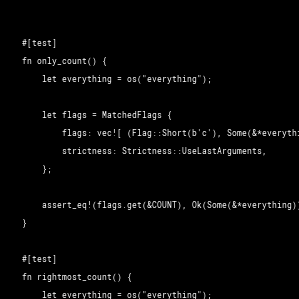 #[test]
fn only_count() {
let everything = os("everything");
let flags = MatchedFlags {
flags: vec![ (Flag::Short(b'c'), Some(&*everythi
strictness: Strictness::UseLastArguments,
};
assert_eq!(flags.get(&COUNT), Ok(Some(&*everything))
}
#[test]
fn rightmost_count() {
let everything = os("everything");